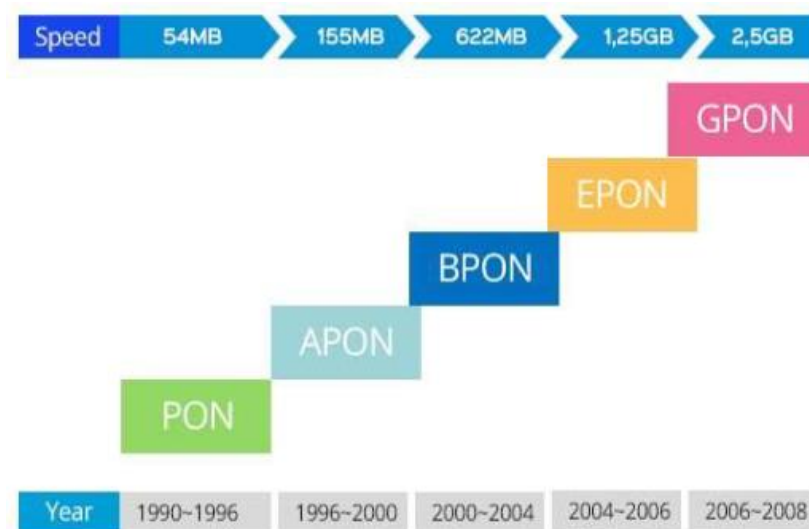 Speed 54MB 155MB 622MB 1,25GB 2,5GB
GPON
EPON
BPON
APON
PON
Year 1990~1996 1996~2000 2000~2004 2004~2006 2006~2008